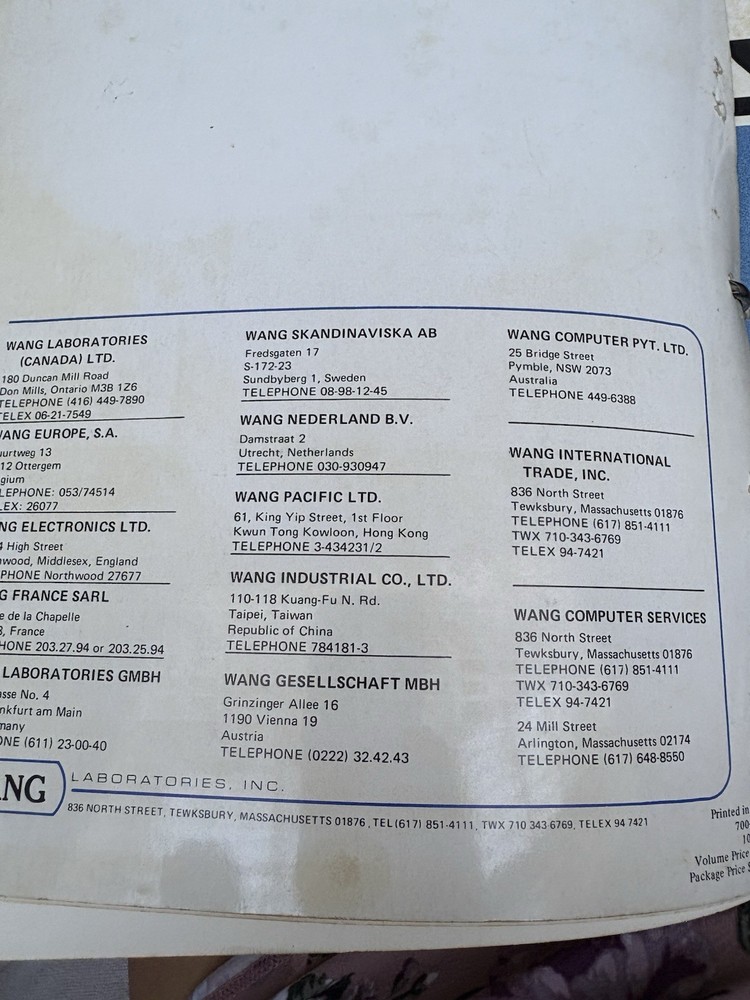 WANG LABORATORIES
(CANADA) LTD.
180 Duncan Mill Road
Don Mills, Ontario M3B 1Z6
TELEPHONE (416) 449-7890
TELEX 06-21-7549
WANG EUROPE, S.A.
uurtweg 13
12 Ottergem
gium
LEPHONE: 053/74514
LEX: 26077
NG ELECTRONICS LTD.
4 High Street
hwood, Middlesex, England
PHONE Northwood 27677
G FRANCE SARL
e de la Chapelle
8, France
HONE 203.27.94 or 203.25.94
LABORATORIES GMBH
sse No. 4
nkfurt am Main
many
ONE (611) 23-00-40
WANG SKANDINAVISKA AB
Fredsgaten 17
S-172-23
Sundbyberg 1, Sweden
TELEPHONE 08-98-12-45
WANG NEDERLAND B.V.
Damstraat 2
Utrecht, Netherlands
TELEPHONE 030-930947
WANG PACIFIC LTD.
61, King Yip Street, 1st Floor
Kwun Tong Kowloon, Hong Kong
TELEPHONE 3-434231/2
WANG INDUSTRIAL CO., LTD.
110-118 Kuang-Fu N. Rd.
Taipei, Taiwan
Republic of China
TELEPHONE 784181-3
WANG GESELLSCHAFT MBH
Grinzinger Allee 16
1190 Vienna 19
Austria
TELEPHONE (0222) 32.42.43
WANG COMPUTER PYT. LTD.
25 Bridge Street
Pymble, NSW 2073
Australia
TELEPHONE 449-6388
WANG INTERNATIONAL
TRADE, INC.
836 North Street
Tewksbury, Massachusetts 01876
TELEPHONE (617) 851-4111
TWX 710-343-6769
TELEX 94-7421
WANG COMPUTER SERVICES
836 North Street
Tewksbury, Massachusetts 01876
TELEPHONE (617) 851-4111
TWX 710-343-6769
TELEX 94-7421
24 Mill Street
Arlington, Massachusetts 02174
TELEPHONE (617) 648-8550
ANG LABORATORIES, INC.
836 NORTH STREET, TEWKSBURY, MASSACHUSETTS 01876, TEL (617) 851-4111, TWX 710 343 6769, TELEX 94 7421
Printed in
700-
10
Volume Price
Package Price $